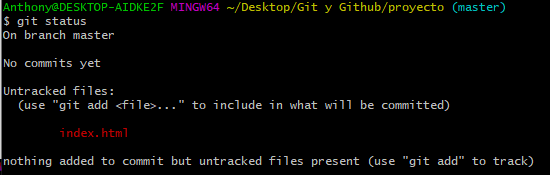 Anthony@DESKTOP-AIDKE2F MINGW64 ~/Desktop/Git y Github/proyecto (master)
$ git status
On branch master
No commits yet
Untracked files:
(use "git add <file>..." to include in what will be committed)
index.html
nothing added to commit but untracked files present (use "git add" to track)